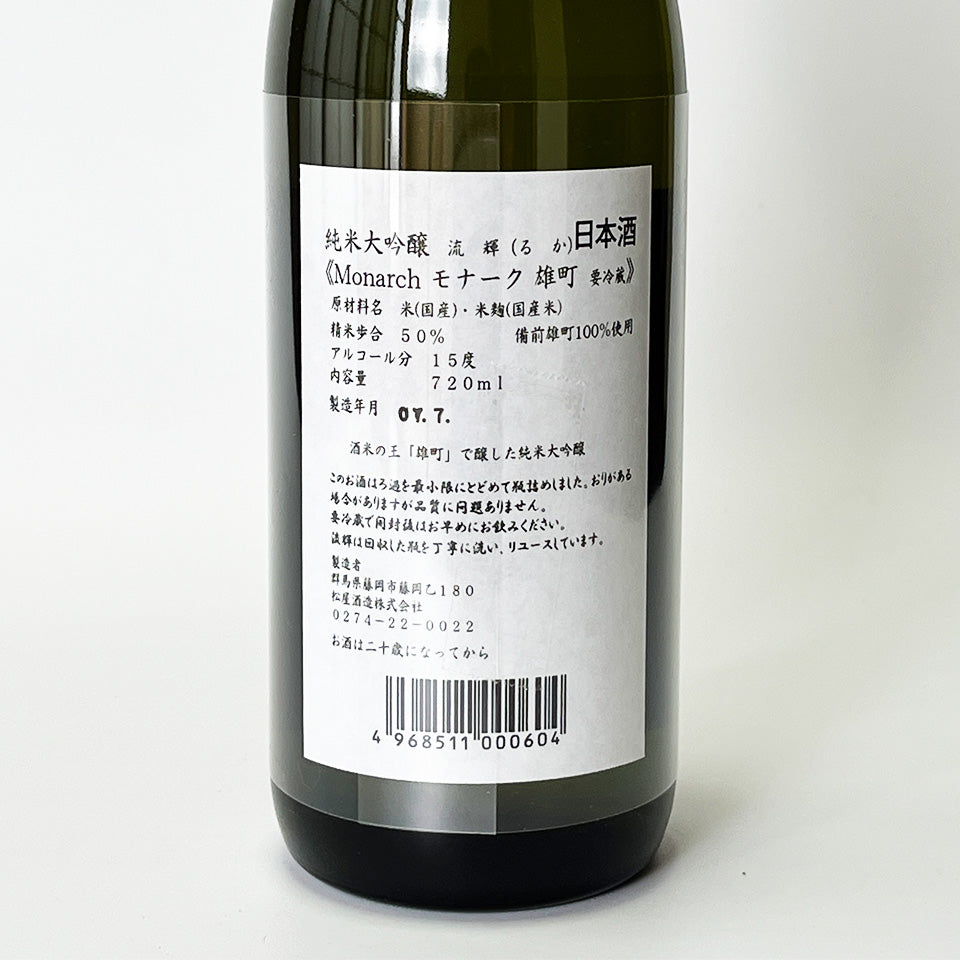 純米大吟醸 流輝(るか)日本酒
《Monarch モナーク 雄町 要冷蔵》
原材料名 米(国産)・米麹(国産米)
精米歩合 50% 備前雄町100%使用
アルコール分 15度
内容量 720ml
製造年月 07.7.
酒米の王「雄町」で醸した純米大吟醸
このお酒はろ過を最小限にとどめて瓶詰めしました。おりがある
場合がありますが品質に問題ありません。
要冷蔵で開封後はお早めにお飲みください。
流輝は回収した瓶を丁寧に洗い、リユースしています。
製造者
群馬県藤岡市藤岡乙180
松屋酒造株式会社
0274-22-0022
お酒は二十歳になってから
4 968511 000604